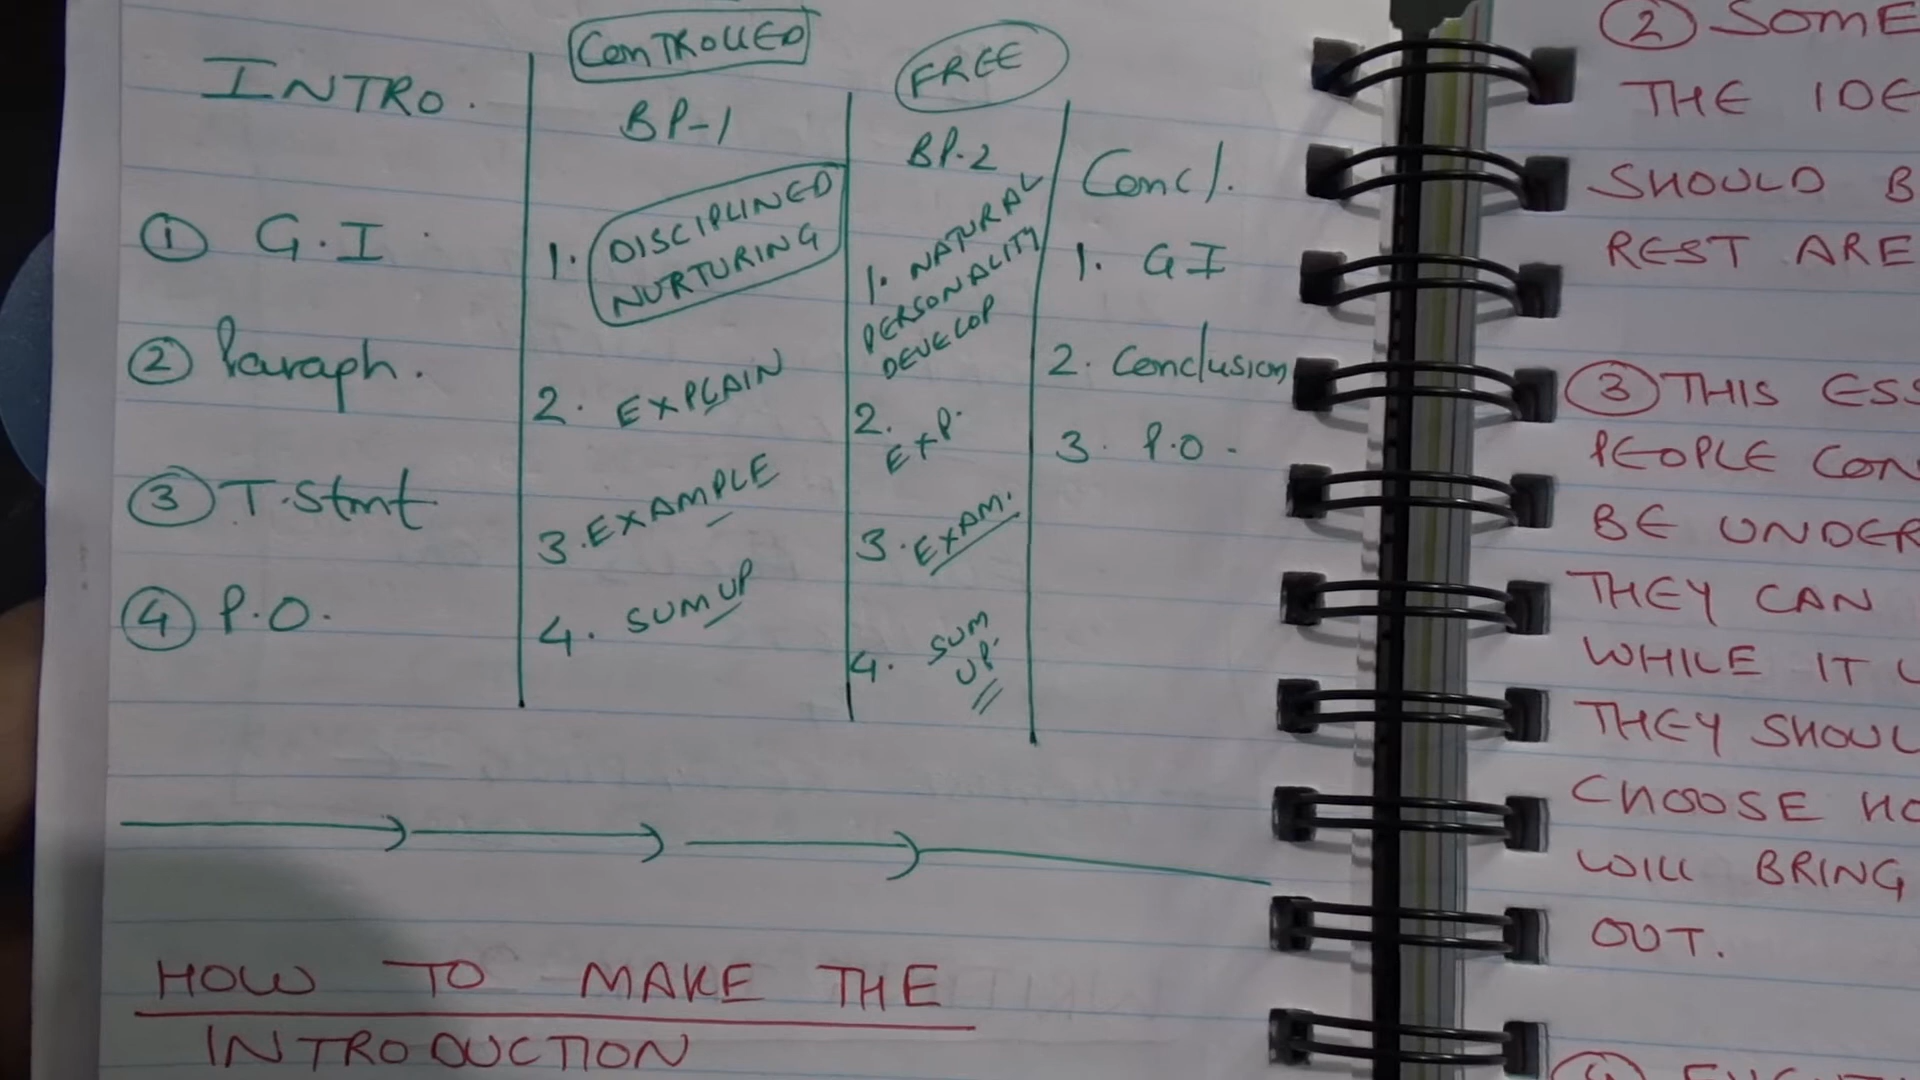 INTRO.
① G.I.
② Paraph.
③ T.Stmt
④ P.O.
CONTROLLED
BP-1
1. DISCIPLINED
NURTURING
2. EXPLAIN
3. EXAMPLE
4. SUM UP
FREE
BP-2
1. NATURAL
PERSONALITY
DEVELOP
2. EXP.
3. EXAM.
4. SUM
UP.
Concl.
1. GI
2. Conclusion
3. P.O.
HOW TO MAKE THE
INTRODUCTION
② SOME
THE IDE
SHOULD B
REST ARE
③ THIS ESS
PEOPLE CON
BE UNDER
THEY CAN
WHILE IT
THEY SHOUL
CHOOSE HO
WILL BRING
OUT.